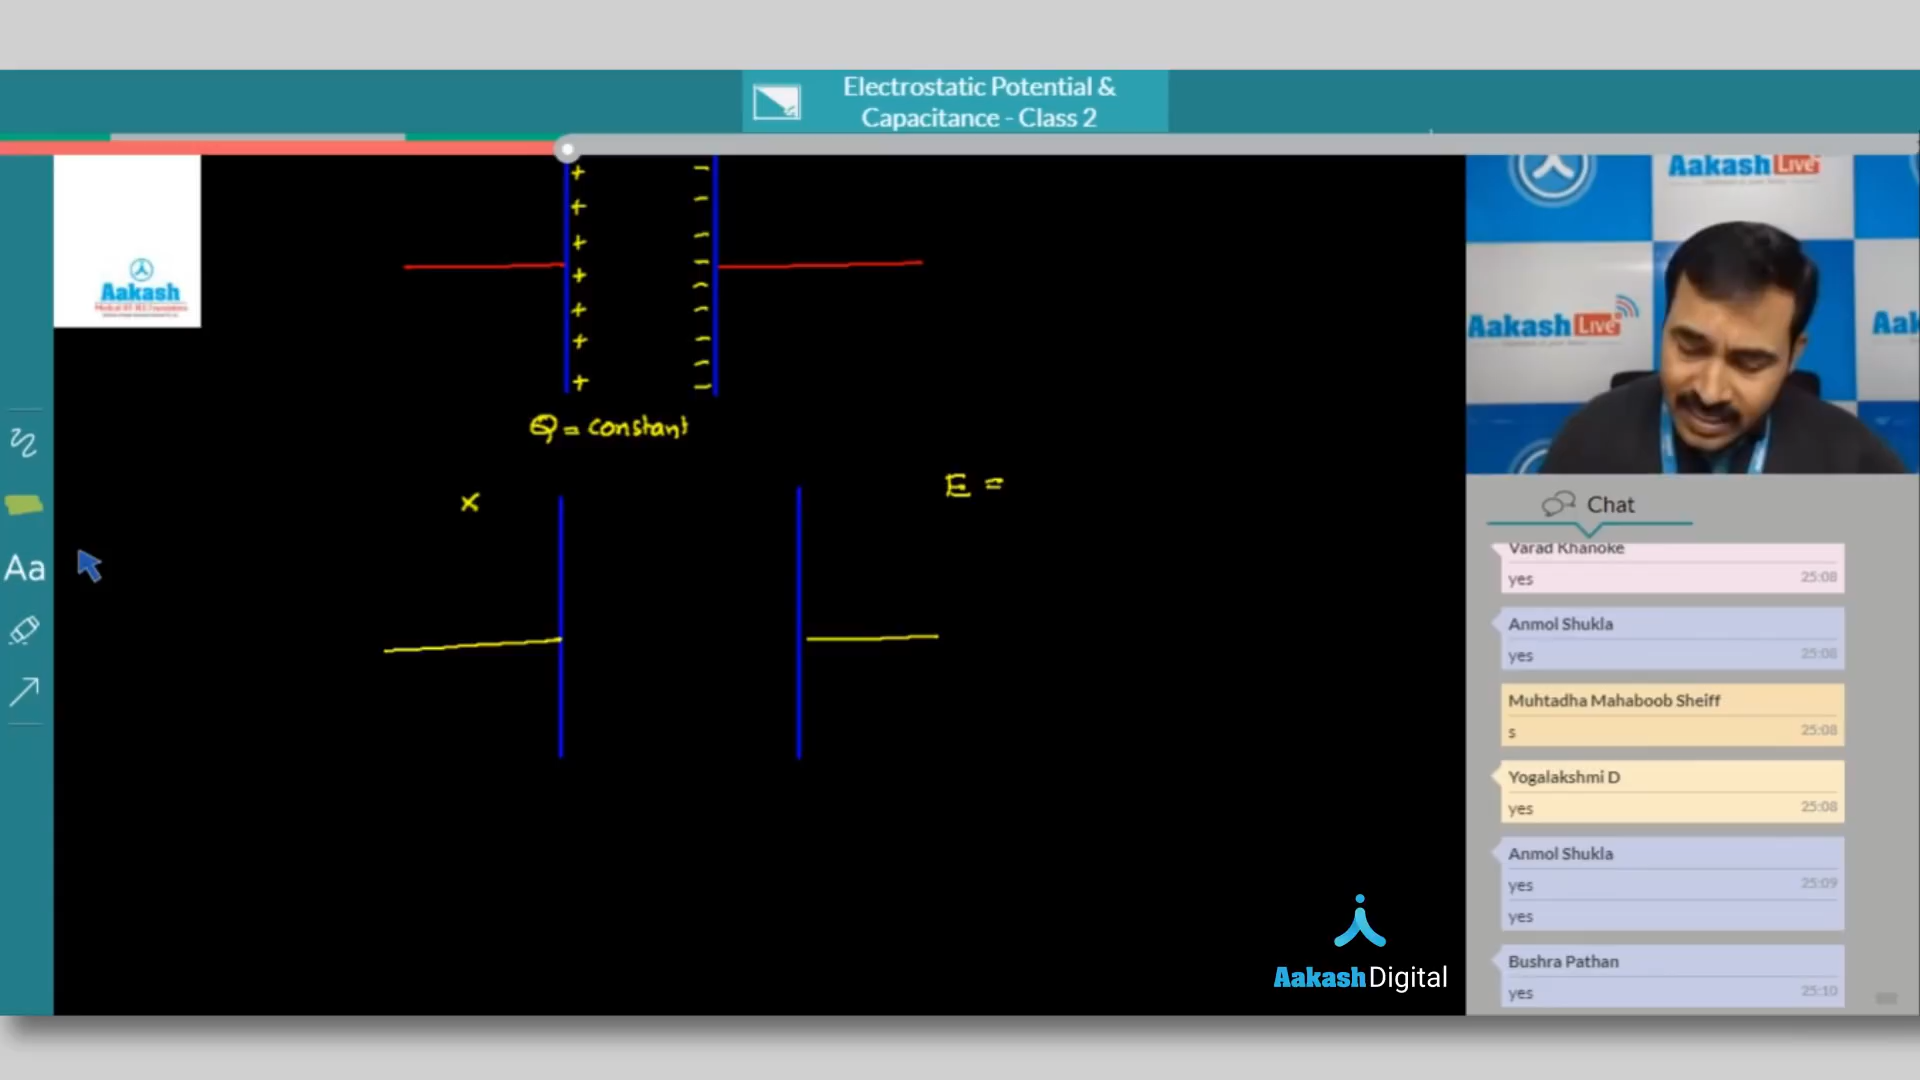 Electrostatic Potential &
Capacitance - Class 2
Aakash
Q = constant
x
E =
Aa
Aakash Live
Aakash Live
Aak
Chat
Varad Khanoke
yes 25:08
Anmol Shukla
yes 25:08
Muhtadha Mahaboob Sheiff
s 25:08
Yogalakshmi D
yes 25:08
Anmol Shukla
yes 25:09
yes
Bushra Pathan
yes 25:10
Aakash Digital